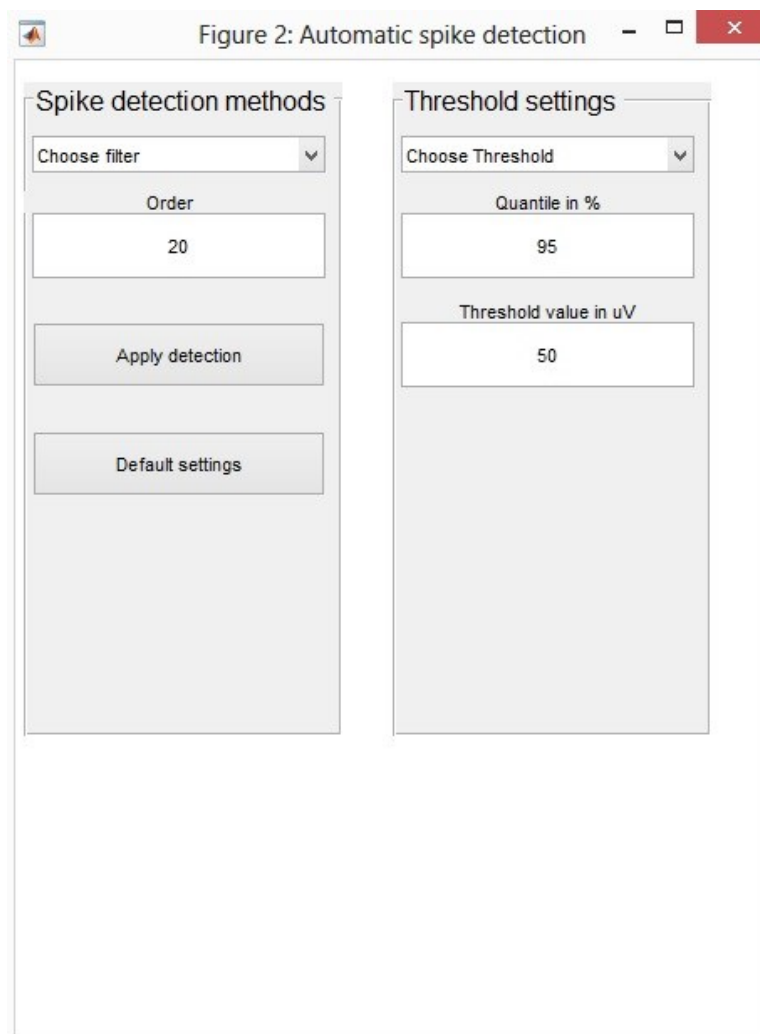 Figure 2: Automatic spike detection
Spike detection methods
Choose filter
Order
20
Apply detection
Default settings
Threshold settings
Choose Threshold
Quantile in %
95
Threshold value in uV
50